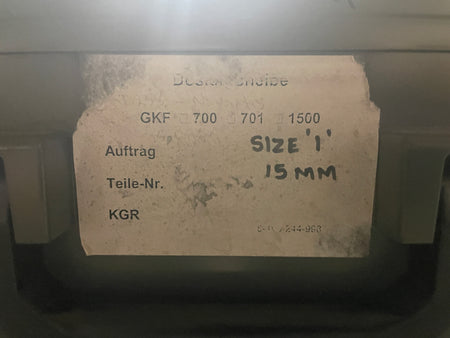 GKF □ 700 □ 701 □ 1500
Auftrag SIZE '1'
Teile-Nr. 15 MM
KGR